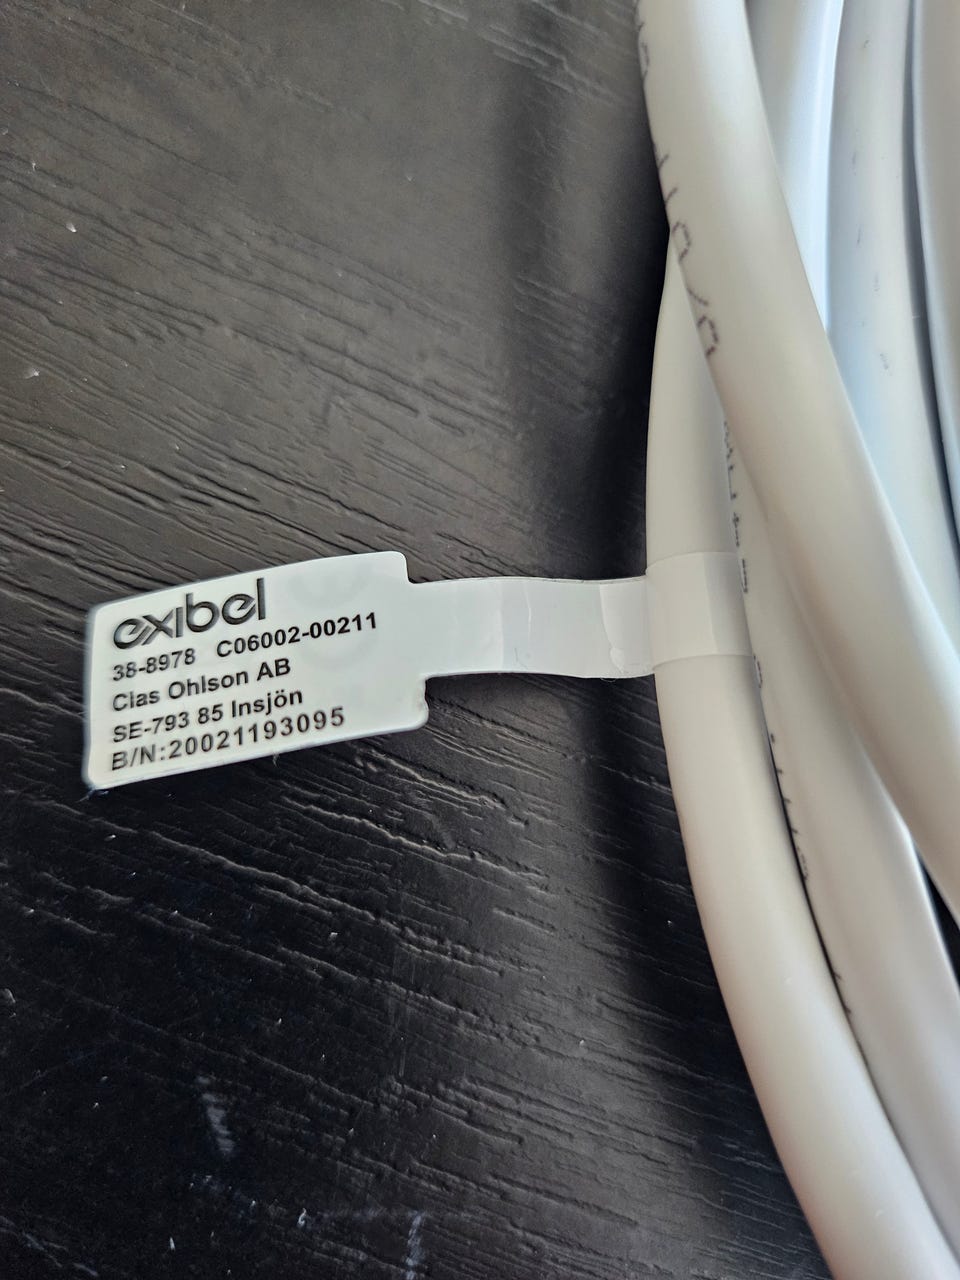 exibel
38-8978 C06002-00211
Clas Ohlson AB
SE-793 85 Insjön
B/N:20021193095